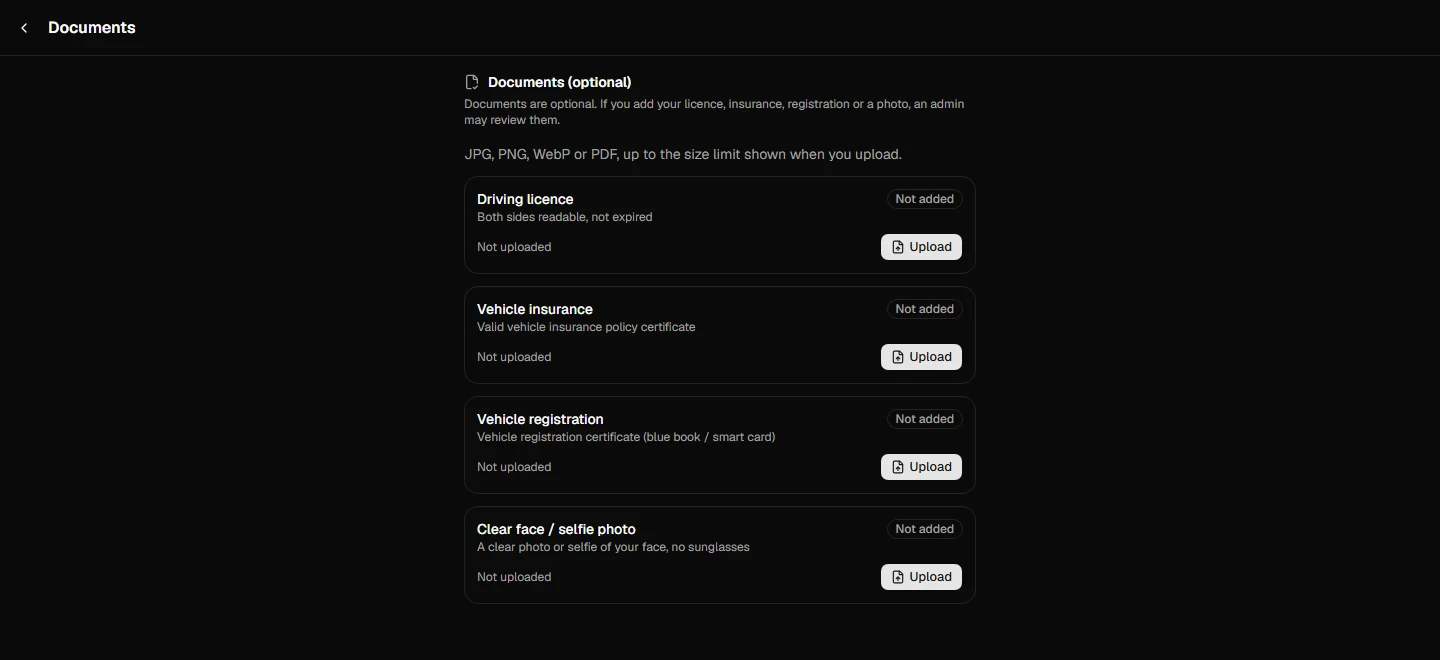 Documents
Documents (optional)
Documents are optional. If you add your licence, insurance, registration or a photo, an admin
may review them.
JPG, PNG, WebP or PDF, up to the size limit shown when you upload.
Driving licence
Not added
Both sides readable, not expired
Not uploaded
Upload
Vehicle insurance
Not added
Valid vehicle insurance policy certificate
Not uploaded
Upload
Vehicle registration
Not added
Vehicle registration certificate (blue book / smart card)
Not uploaded
Upload
Clear face / selfie photo
Not added
A clear photo or selfie of your face, no sunglasses
Not uploaded
Upload